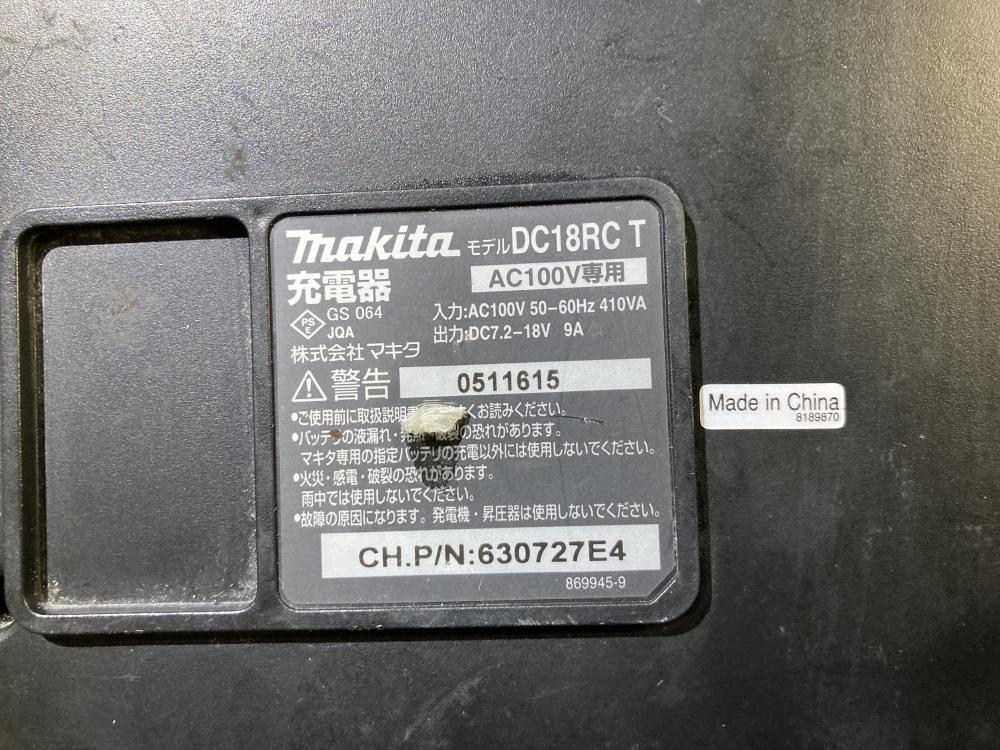 makita モデル DC18RC T
充電器 AC100V専用
PS E GS 064 JQA
入力:AC100V 50-60Hz 410VA
出力:DC7.2-18V 9A
株式会社マキタ
警告 0511615
•ご使用前に取扱説明書 くお読みください。
•バッテリの液漏れ・発熱・破裂の恐れがあります。
マキタ専用の指定バッテリの充電以外には使用しないでください。
•火災・感電・破裂の恐れがあります。
雨中では使用しないでください。
•故障の原因になります。発電機・昇圧器は使用しないでください。
CH.P/N:630727E4
869945-9
Made in China
8189870